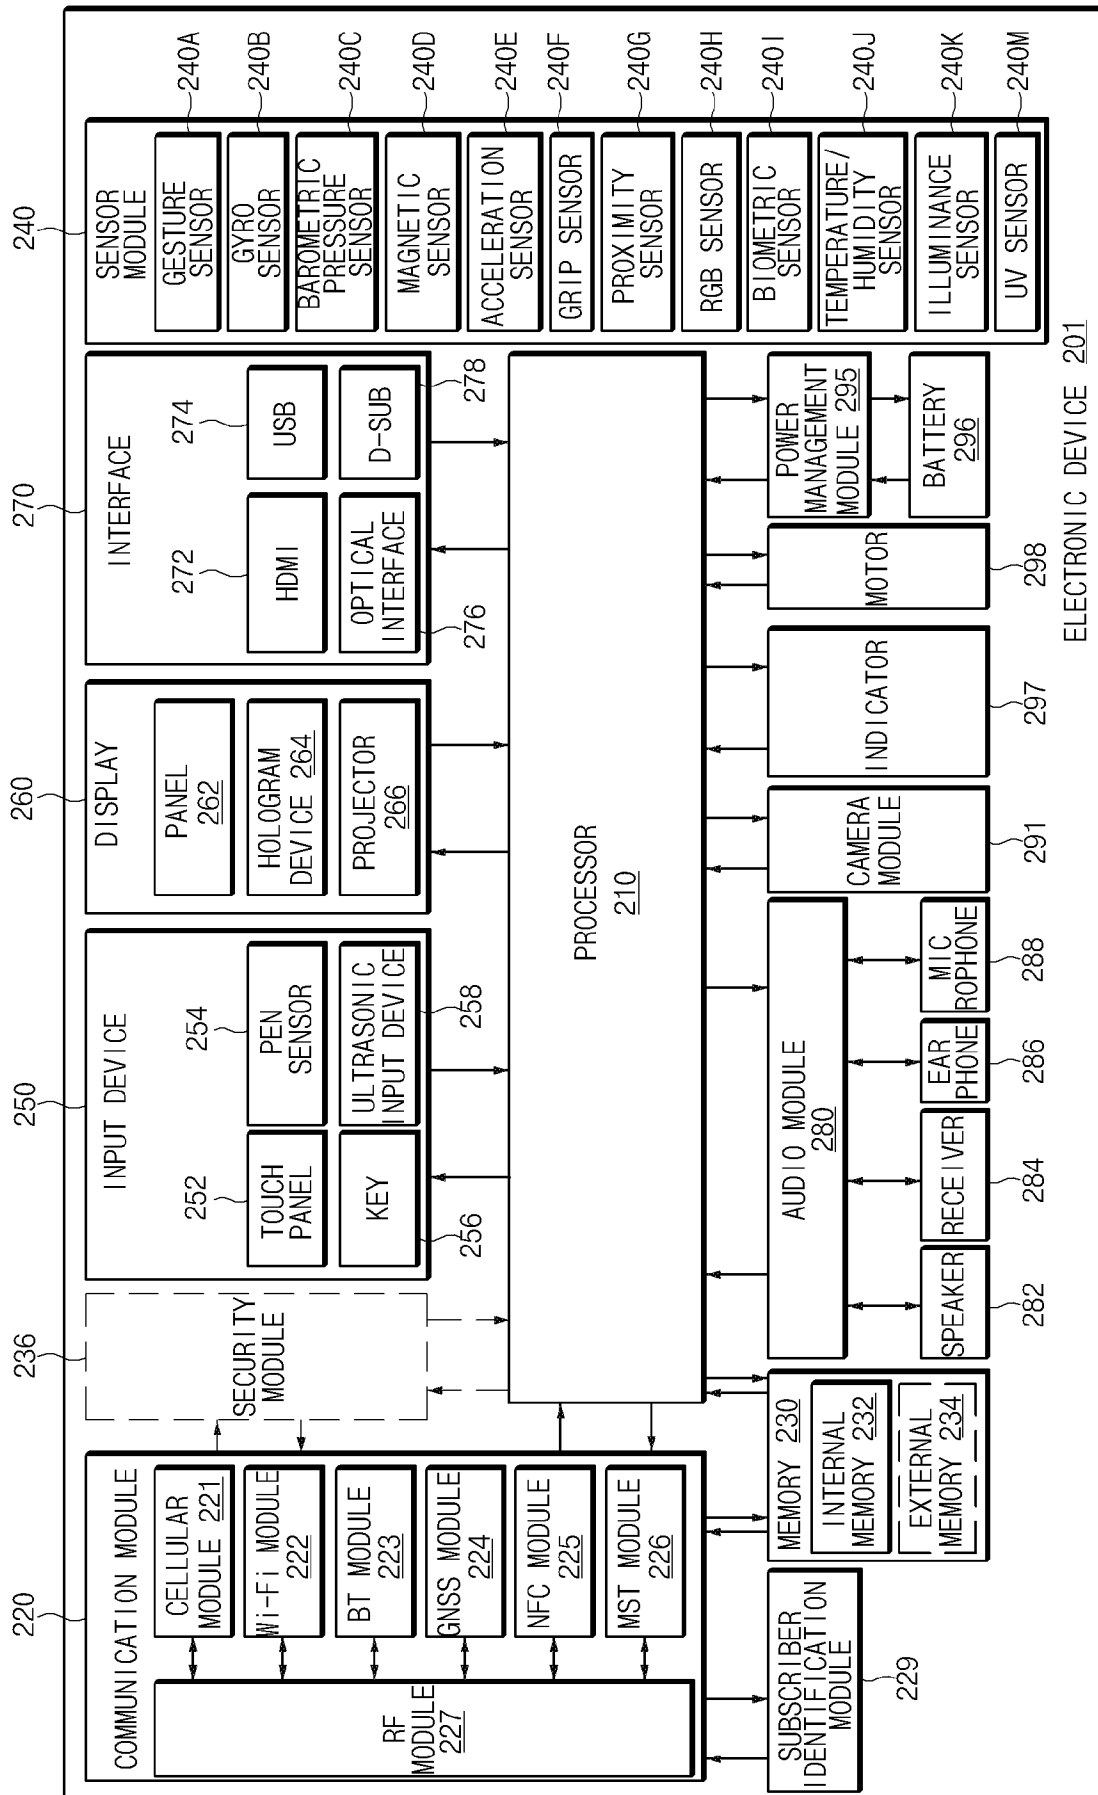 220
COMMUNICATION MODULE
CELLULAR
MODULE 221
Wi-Fi MODULE
222
BT MODULE
223
GNSS MODULE
224
NFC MODULE
225
MST MODULE
226
RF
MODULE
227
236
SECURITY
MODULE
250
INPUT DEVICE
252
TOUCH
PANEL
254
PEN
SENSOR
KEY
256
ULTRASONIC
INPUT DEVICE
258
260
DISPLAY
PANEL
262
HOLOGRAM
DEVICE 264
PROJECTOR
266
270
INTERFACE
272
HDMI
274
USB
OPTICAL
INTERFACE
276
D-SUB
278
240
SENSOR
MODULE
GESTURE
SENSOR
240A
GYRO
SENSOR
240B
BAROMETRIC
PRESSURE
SENSOR
240C
MAGNETIC
SENSOR
240D
ACCELERATION
SENSOR
240E
GRIP SENSOR
240F
PROXIMITY
SENSOR
240G
RGB SENSOR
240H
BIOMETRIC
SENSOR
240I
TEMPERATURE/
HUMIDITY
SENSOR
240J
ILLUMINANCE
SENSOR
240K
UV SENSOR
240M
PROCESSOR
210
SUBSCRIBER
IDENTIFICATION
MODULE
229
MEMORY 230
INTERNAL
MEMORY 232
EXTERNAL
MEMORY 234
AUDIO MODULE
280
SPEAKER
282
RECEIVER
284
EAR
PHONE
286
MIC
ROPHONE
288
CAMERA
MODULE
291
INDICATOR
297
MOTOR
298
POWER
MANAGEMENT
MODULE 295
BATTERY
296
ELECTRONIC DEVICE 201